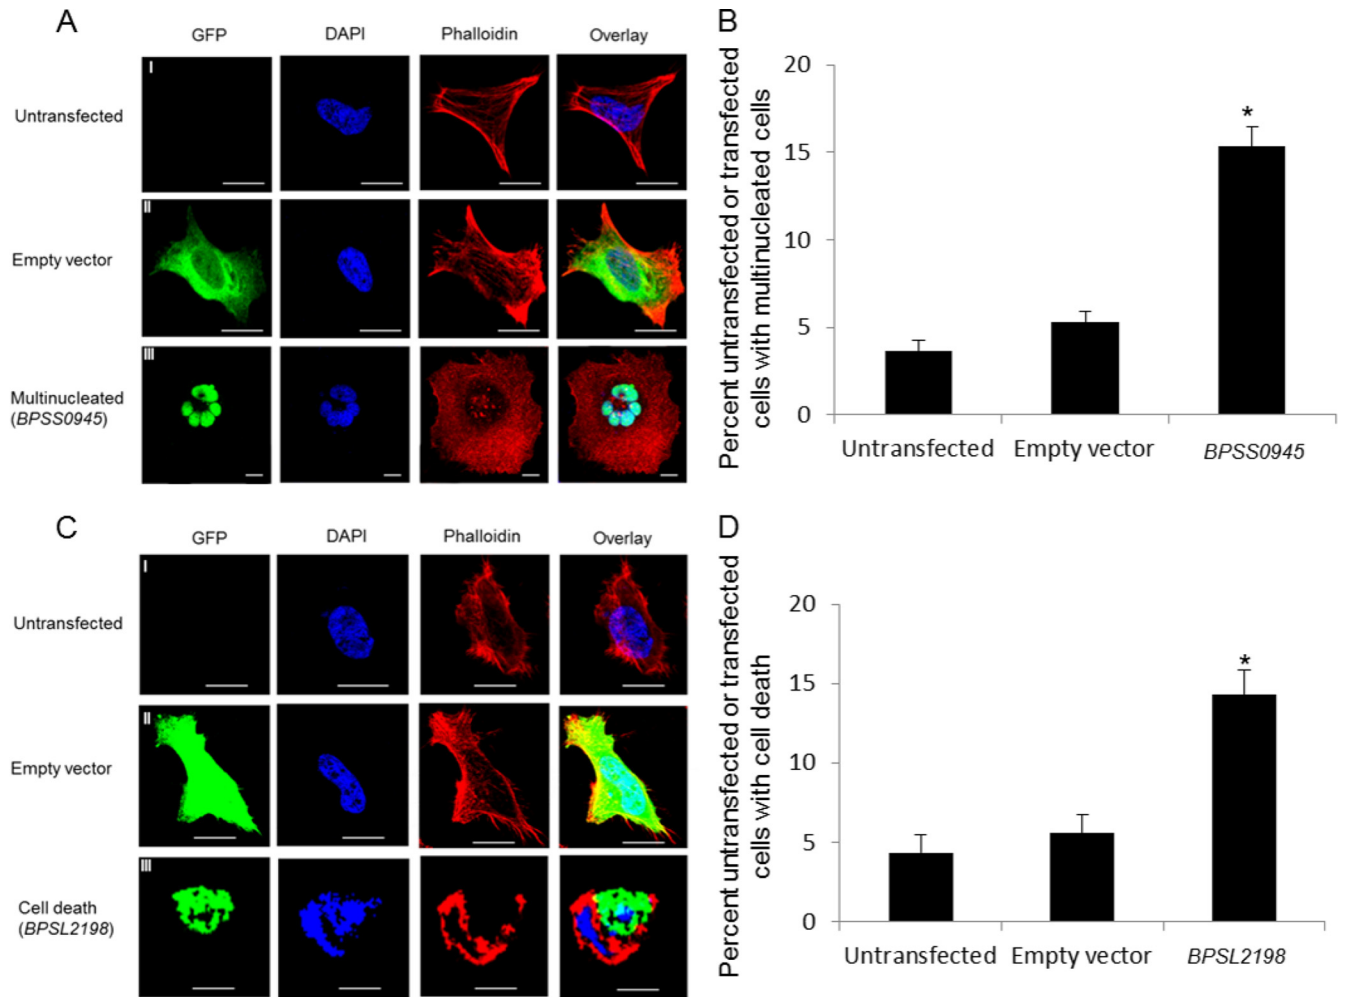 A
GFP DAPI Phalloidin Overlay
I
Untransfected
II
Empty vector
III
Multinucleated
(BPSS0945)
B
Percent untransfected or transfected
cells with multinucleated cells
20
15
10
5
0
*
Untransfected Empty vector BPSS0945
C
GFP DAPI Phalloidin Overlay
I
Untransfected
II
Empty vector
III
Cell death
(BPSL2198)
D
Percent untransfected or transfected
cells with cell death
20
15
10
5
0
*
Untransfected Empty vector BPSL2198